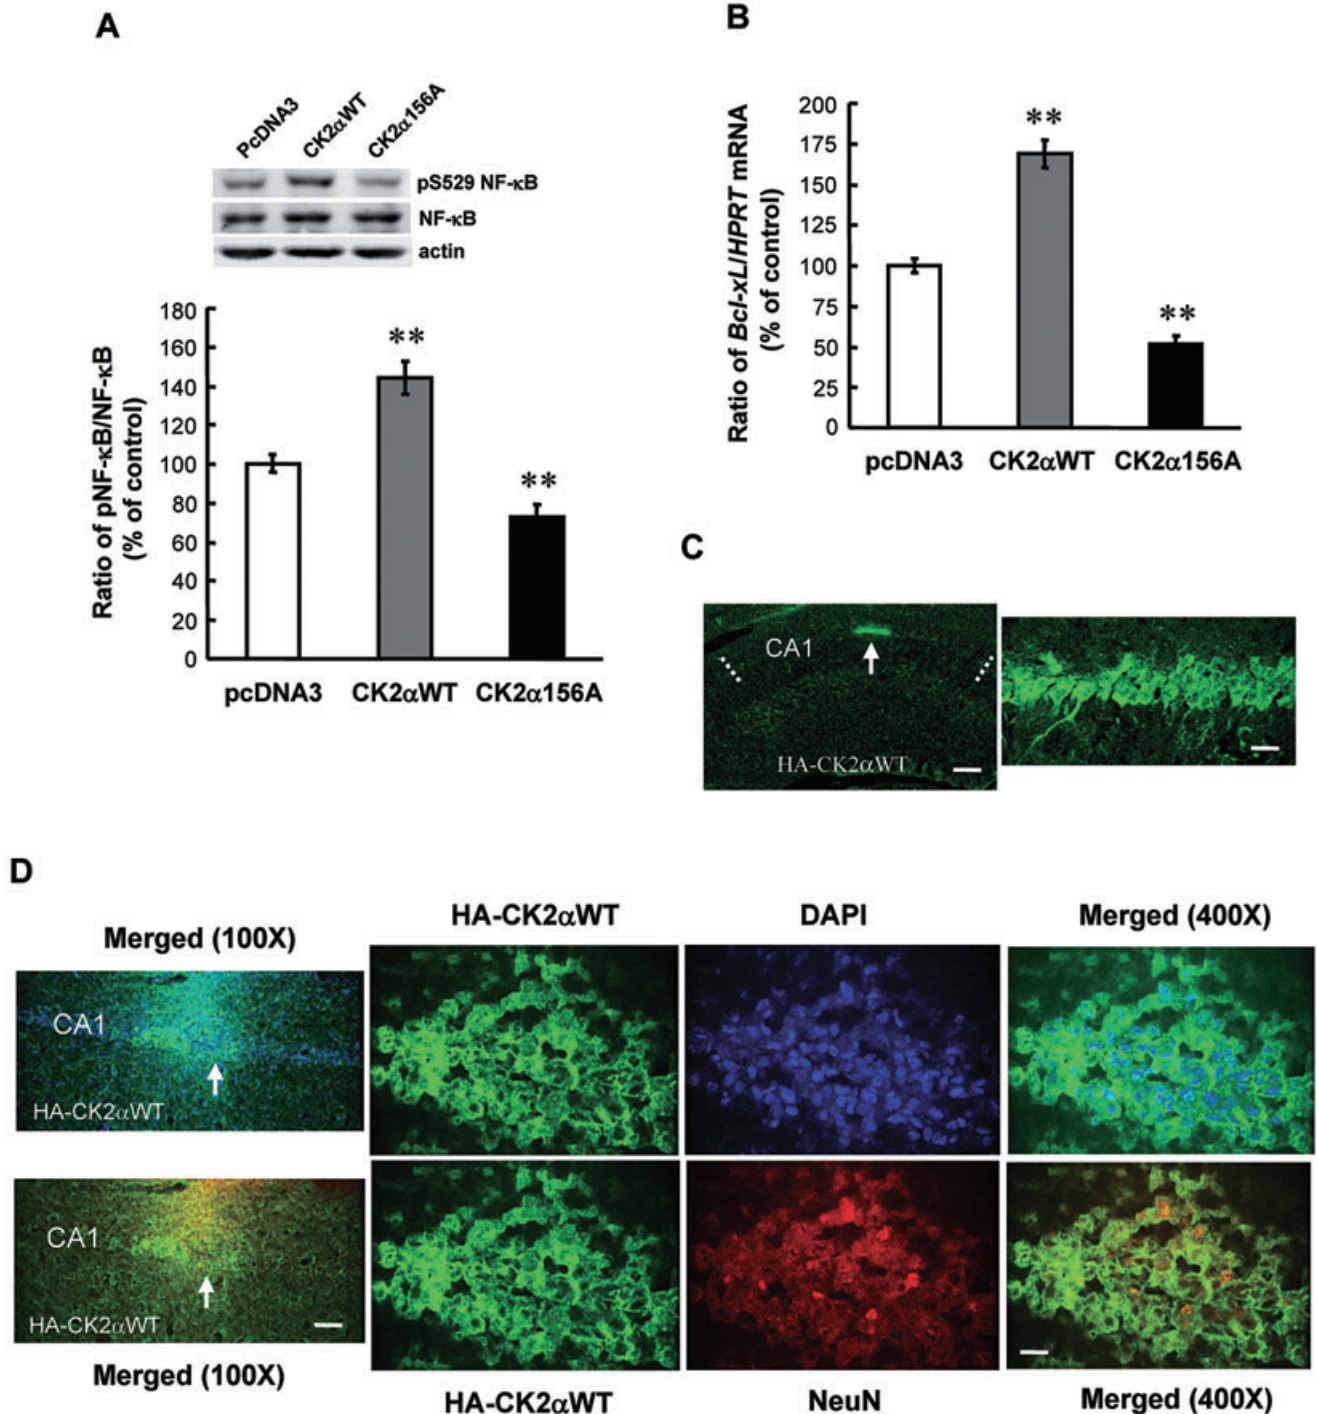 A
PcDNA3
CK2αWT
CK2α156A
pS529 NF-κB
NF-κB
actin
Ratio of pNF-κB/NF-κB
(% of control)
180
160
140
120
100
80
60
40
20
0
**
**
pcDNA3
CK2αWT
CK2α156A
B
Ratio of Bcl-xL/HPRT mRNA
(% of control)
200
175
150
125
100
75
50
25
0
**
**
pcDNA3
CK2αWT
CK2α156A
C
CA1
HA-CK2αWT
D
Merged (100X)
HA-CK2αWT
DAPI
Merged (400X)
CA1
HA-CK2αWT
CA1
HA-CK2αWT
Merged (100X)
HA-CK2αWT
NeuN
Merged (400X)